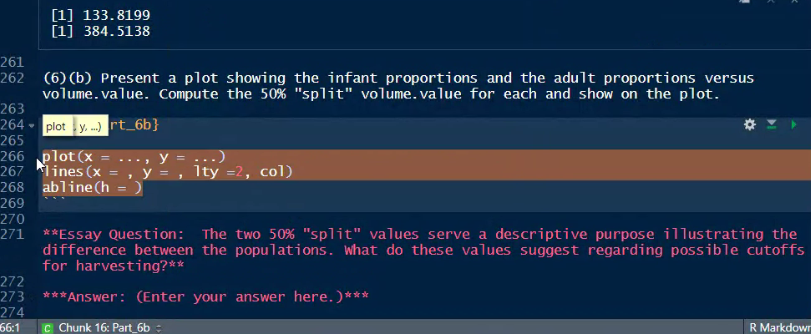 [1] 133.8199
[1] 384.5138
261
262 (6)(b) Present a plot showing the infant proportions and the adult proportions versus
volume.value. Compute the 50% "split" volume.value for each and show on the plot.
263
264 plot , y, …) rt_6b}
265
266 plot(x = ..., y = ...)
267 lines(x = , y = , lty =2, col)
268 abline(h = )
269 ```
270
271 **Essay Question:  The two 50% "split" values serve a descriptive purpose illustrating the
difference between the populations. What do these values suggest regarding possible cutoffs
for harvesting?**
272
273 ***Answer: (Enter your answer here.)***
274
66:1 C Chunk 16: Part_6b R Markdown